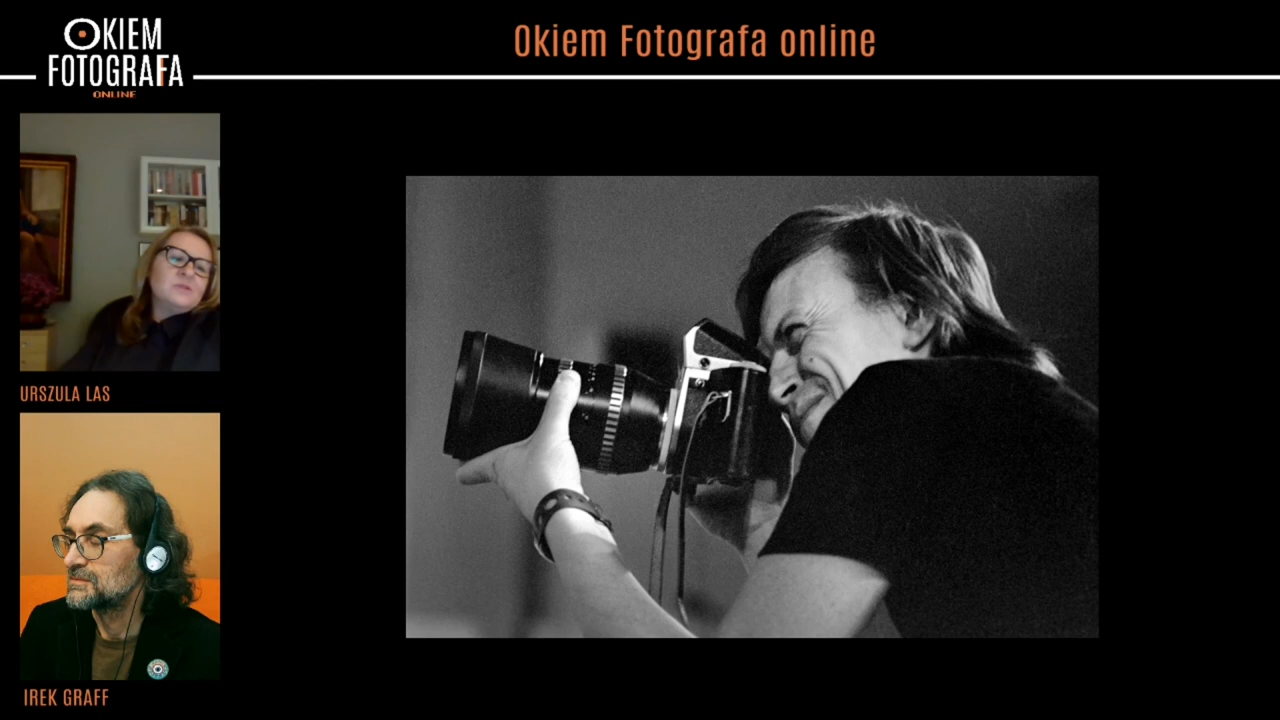 OKIEM
FOTOGRAFA
ONLINE
Okiem Fotografa online
URSZULA LAS
IREK GRAFF